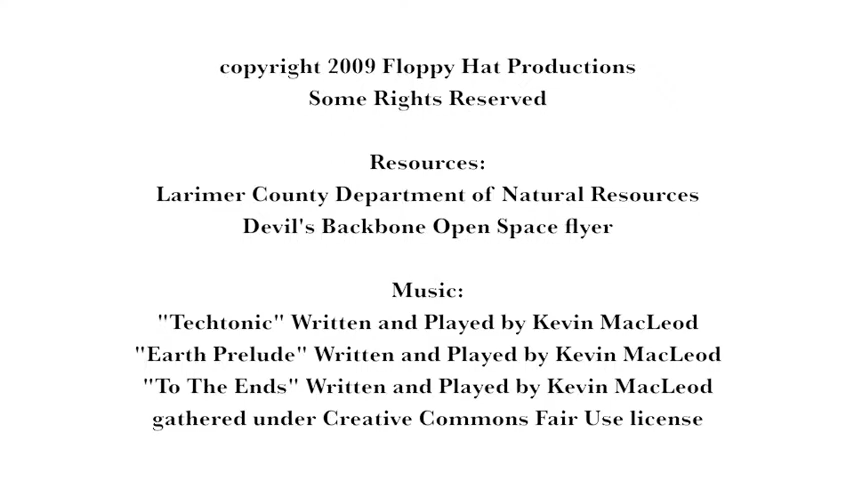 copyright 2009 Floppy Hat Productions
Some Rights Reserved
Resources:
Larimer County Department of Natural Resources
Devil's Backbone Open Space flyer
Music:
"Techtonic" Written and Played by Kevin MacLeod
"Earth Prelude" Written and Played by Kevin MacLeod
"To The Ends" Written and Played by Kevin MacLeod
gathered under Creative Commons Fair Use license